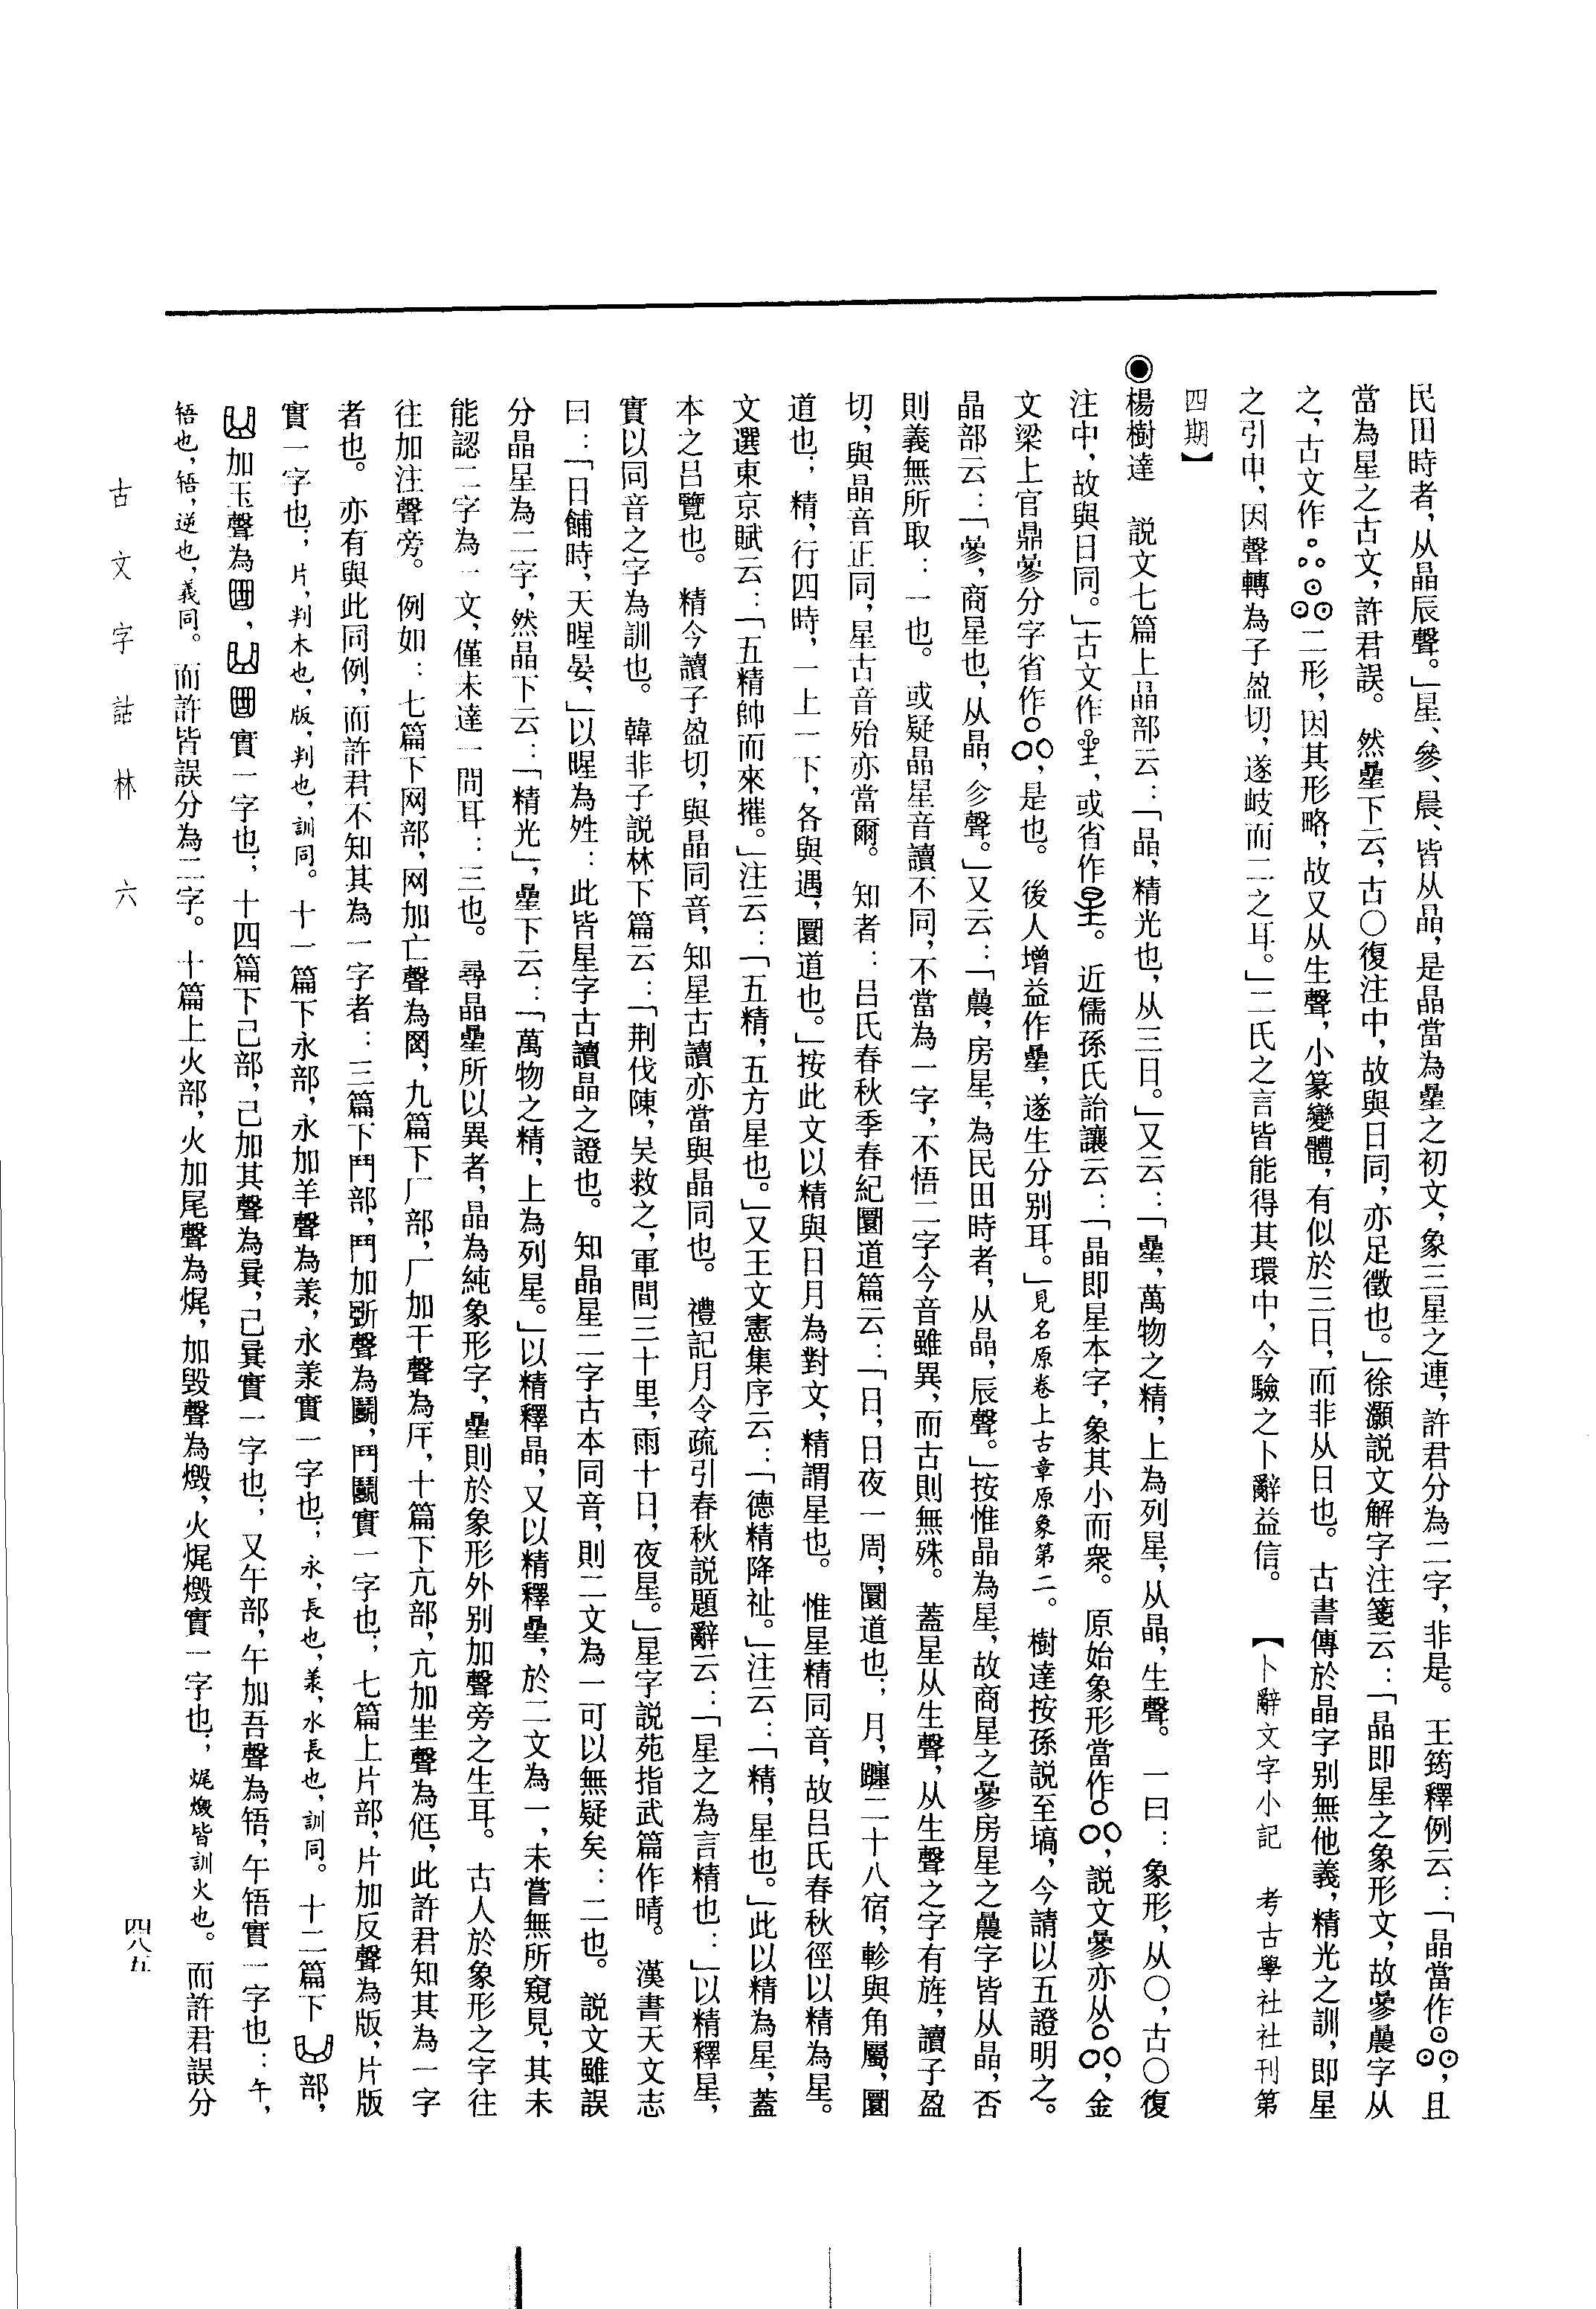 民田時者，从晶辰聲。」星、參、晨、皆从晶，是晶當為曐之初文，象三星之連，許君分為二字，非是。　王筠釋例云：「晶當作，且
當為星之古文，許君誤。　然曐下云，古〇復注中，故與日同，亦足徵也。」徐灝說文解字注箋云：「晶即星之象形文，故曑曟字从
之，古文作二形，因其形略，故又从生聲，小篆變體，有似於三日，而非从日也。　古書傳於晶字別無他義，精光之訓，即星
之引申，因聲轉為子盈切，遂歧而二之耳。」二氏之言皆能得其環中，今驗之卜辭益信。　【卜辭文字小記　考古學社社刊第
四期】
◉楊樹達　說文七篇上晶部云：「晶，精光也，从三日。」又云：「曐，萬物之精，上為列星，从晶，生聲。　一曰：象形，从〇，古〇復
注中，故與日同。」古文作、或省作。　近儒孫氏詒讓云：「晶即星本字，象其小而衆。　原始象形當作，說文曑亦从，金
文梁上官鼎曑分字省作，是也。　後人增益作曐，遂生分別耳。」見名原卷上古章原象第二。　樹達按孫說至塙，今請以五證明之。
晶部云：「曑，商星也，从晶，㐱聲。」又云：「曟，房星，為民田時者，从晶，辰聲。」按惟晶為星，故商星之曑房星之曟字皆从晶，否
則義無所取：一也。　或疑晶星音讀不同，不當為一字，不悟二字今音雖異，而古則無殊。　蓋星从生聲，从生聲之字有旌，讀子盈
切，與晶音正同，星古音殆亦當爾。　知者：呂氏春秋季春紀圜道篇云：「日，日夜一周，圜道也；月，躔二十八宿，軫與角屬，圜
道也；精，行四時，一上一下，各與遇，圜道也。」按此文以精與日月為對文，精謂星也。　惟星精同音，故呂氏春秋徑以精為星。
文選東京賦云：「五精帥而來摧。」注云：「五精，五方星也。」又王文憲集序云：「德精降祉。」注云：「精，星也。」此以精為星，蓋
本之呂覽也。　精今讀子盈切，與晶同音，知星古讀亦當與晶同也。　禮記月令疏引春秋說題辭云：「星之為言精也：」以精釋星，
實以同音之字為訓也。　韓非子說林下篇云：「荆伐陳，吴救之，軍間三十里，雨十日，夜星。」星字說苑指武篇作晴。　漢書天文志
曰：「日餔時，天暒晏，」以暒為姓：此皆星字古讀晶之證也。　知晶星二字古本同音，則二文為一可以無疑矣：二也。　說文雖誤
分晶星為二字，然晶下云：「精光」，曐下云：「萬物之精，上為列星。」以精釋晶，又以精釋曐，於二文為一，未嘗無所窺見，其未
能認二字為一文，僅未達一間耳：三也。　尋晶曐所以異者，晶為純象形字，曐則於象形外別加聲旁之生耳。　古人於象形之字往
往加注聲旁。　例如：七篇下网部，网加亡聲為罔，九篇下厂部，厂加干聲為厈，十篇下亢部，亢加㞷聲為尪，此許君知其為一字
者也。　亦有與此同例，而許君不知其為一字者：三篇下鬥部，鬥加斲聲為鬭，鬥鬭實一字也；七篇上片部，片加反聲為版，片版
實一字也；片，判木也，版，判也，訓同。　十一篇下永部，永加羊聲為羕，永羕實一字也；永，長也，羕，水長也，訓同。　十二篇下部，
加玉聲為，實一字也；十四篇下己部，己加其聲為𢁉，己𢁉實一字也；又午部，午加吾聲為啎，午啎實一字也：午，
啎也，啎，逆也，義同。　而許皆誤分為二字。　十篇上火部，火加尾聲為焜，加毀聲為燬，火焜燬實一字也；焜燬皆訓火也。　而許君誤分
古文字詁林　六
四八五